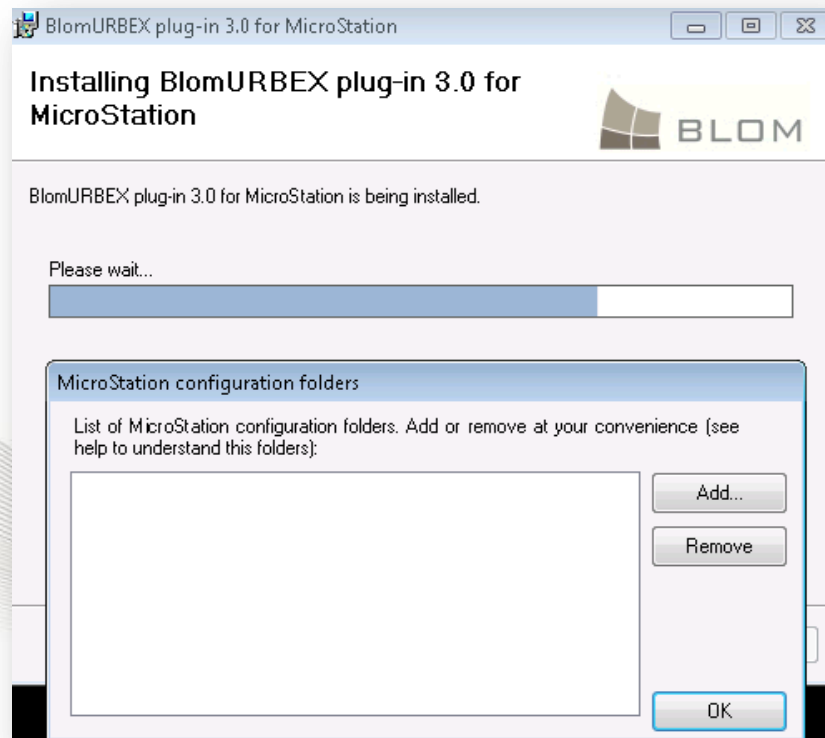 BlomURBEX plug-in 3.0 for MicroStation
Installing BlomURBEX plug-in 3.0 for
MicroStation
BLOM
BlomURBEX plug-in 3.0 for MicroStation is being installed.
Please wait...
MicroStation configuration folders
List of MicroStation configuration folders. Add or remove at your convenience (see
help to understand this folders):
Add...
Remove
OK